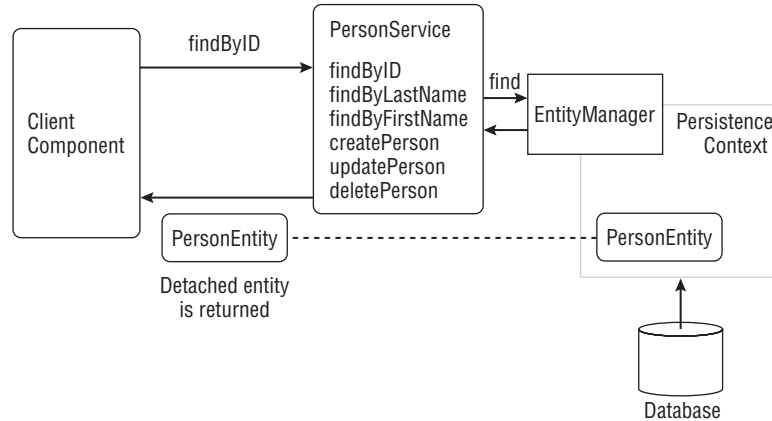 findByID
PersonService
findByID
findByLastName
findByFirstName
createPerson
updatePerson
deletePerson
find
EntityManager
Client
Component
Persistence
Context
PersonEntity
PersonEntity
Detached entity
is returned
Database